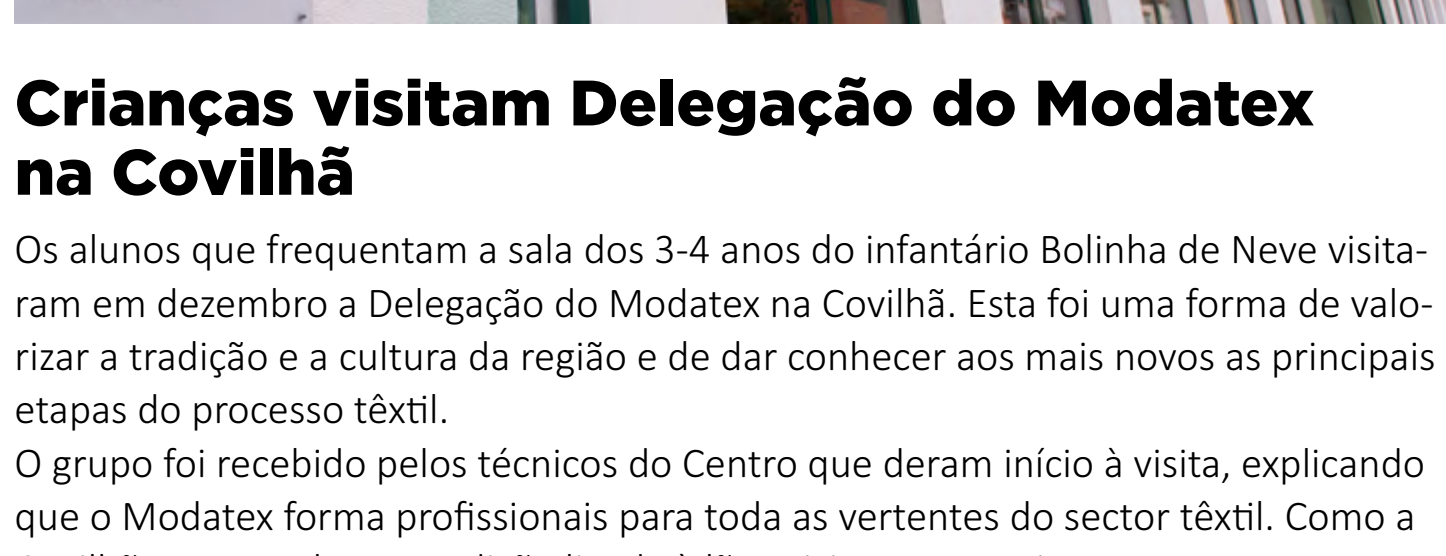 Crianças visitam Delegação do Modatex
na Covilhã
Os alunos que frequentam a sala dos 3-4 anos do infantário Bolinha de Neve visita-
ram em dezembro a Delegação do Modatex na Covilhã. Esta foi uma forma de valo-
rizar a tradição e a cultura da região e de dar conhecer aos mais novos as principais
etapas do processo têxtil.
O grupo foi recebido pelos técnicos do Centro que deram início à visita, explicando
que o Modatex forma profissionais para toda as vertentes do sector têxtil. Como a